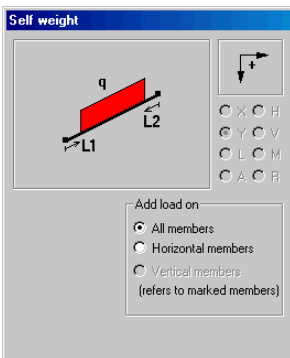 Self weight
q
L2
L1
+
X H
Y V
L M
A R
Add load on
All members
Horizontal members
Vertical members
(refers to marked members)